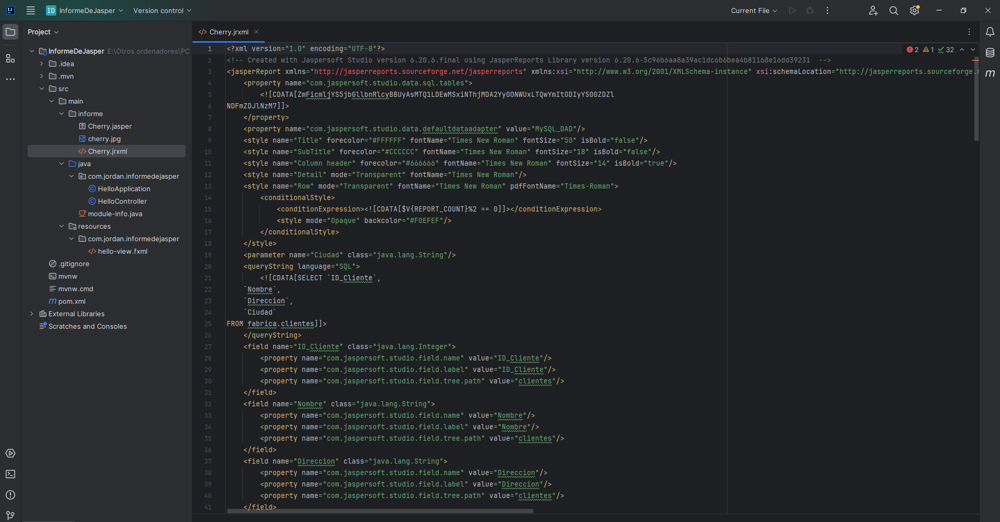 InformeDeJasper
Version control
Current File
Project
InformeDeJasper E:\Otros ordenadores\PC
.idea
.mvn
src
main
informe
Cherry.jasper
cherry.jpg
Cherry.jrxml
java
com.jordan.informedejasper
HelloApplication
HelloController
module-info.java
resources
com.jordan.informedejasper
hello-view.fxml
.gitignore
mvnw
mvnw.cmd
pom.xml
External Libraries
Scratches and Consoles
Cherry.jrxml
2 1 32
1 <?xml version="1.0" encoding="UTF-8"?>
2 <!-- Created with Jaspersoft Studio version 6.20.6.final using JasperReports Library version 6.20.6-5c96b6aa8a39ac1dc6b6bea4b81168e16dd39231  -->
3 <jasperReport xmlns="http://jasperreports.sourceforge.net/jasperreports" xmlns:xsi="http://www.w3.org/2001/XMLSchema-instance" xsi:schemaLocation="http://jasperreports.sourceforge.n
4 <property name="com.jaspersoft.studio.data.sql.tables">
5 <![CDATA[ZmFicmljYS5jbGllbnRlcyBBUyAsMTQ1LDEwMSxiNThjMDA2Yy00NWUxLTQwYmItODIyYS00ZDZl
6 NDFmZDJlNzM7]]>
7 </property>
8 <property name="com.jaspersoft.studio.data.defaultdataadapter" value="MySQL_DAD"/>
9 <style name="Title" forecolor="#FFFFFF" fontName="Times New Roman" fontSize="50" isBold="false"/>
10 <style name="SubTitle" forecolor="#CCCCCC" fontName="Times New Roman" fontSize="18" isBold="false"/>
11 <style name="Column header" forecolor="#666666" fontName="Times New Roman" fontSize="14" isBold="true"/>
12 <style name="Detail" mode="Transparent" fontName="Times New Roman"/>
13 <style name="Row" mode="Transparent" fontName="Times New Roman" pdfFontName="Times-Roman">
14 <conditionalStyle>
15 <conditionExpression><![CDATA[$V{REPORT_COUNT}%2 == 0]]></conditionExpression>
16 <style mode="Opaque" backcolor="#F0EFEF"/>
17 </conditionalStyle>
18 </style>
19 <parameter name="Ciudad" class="java.lang.String"/>
20 <queryString language="SQL">
21 <![CDATA[SELECT `ID_Cliente`,
22 `Nombre`,
23 `Direccion`,
24 `Ciudad`
25 FROM fabrica.clientes]]>
26 </queryString>
27 <field name="ID_Cliente" class="java.lang.Integer">
28 <property name="com.jaspersoft.studio.field.name" value="ID_Cliente"/>
29 <property name="com.jaspersoft.studio.field.label" value="ID_Cliente"/>
30 <property name="com.jaspersoft.studio.field.tree.path" value="clientes"/>
31 </field>
32 <field name="Nombre" class="java.lang.String">
33 <property name="com.jaspersoft.studio.field.name" value="Nombre"/>
34 <property name="com.jaspersoft.studio.field.label" value="Nombre"/>
35 <property name="com.jaspersoft.studio.field.tree.path" value="clientes"/>
36 </field>
37 <field name="Direccion" class="java.lang.String">
38 <property name="com.jaspersoft.studio.field.name" value="Direccion"/>
39 <property name="com.jaspersoft.studio.field.label" value="Direccion"/>
40 <property name="com.jaspersoft.studio.field.tree.path" value="clientes"/>
41 </field>